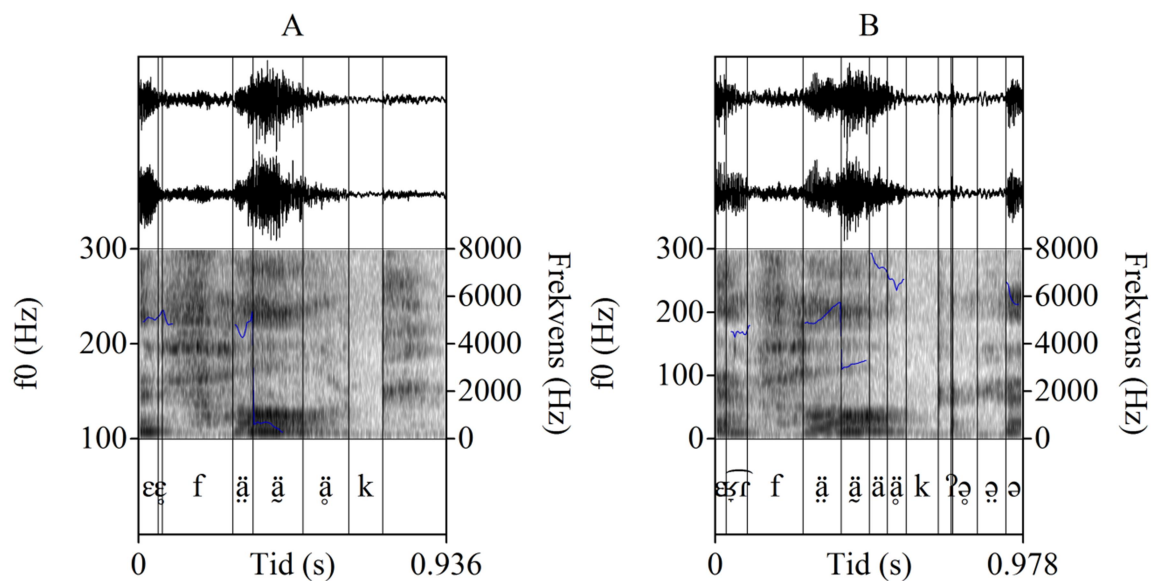 A
300
200
100
f0 (Hz)
8000
6000
4000
2000
0
Frekvens (Hz)
ɛ f ä̤ ä̰ ḁ̈ k
0 Tid (s) 0.936
B
300
200
100
0
f0 (Hz)
8000
6000
4000
2000
0
Frekvens (Hz)
f ä̤ ä̰ ä ḁ̈ k ʔ ə̥ ə̤ ə
0 Tid (s) 0.978